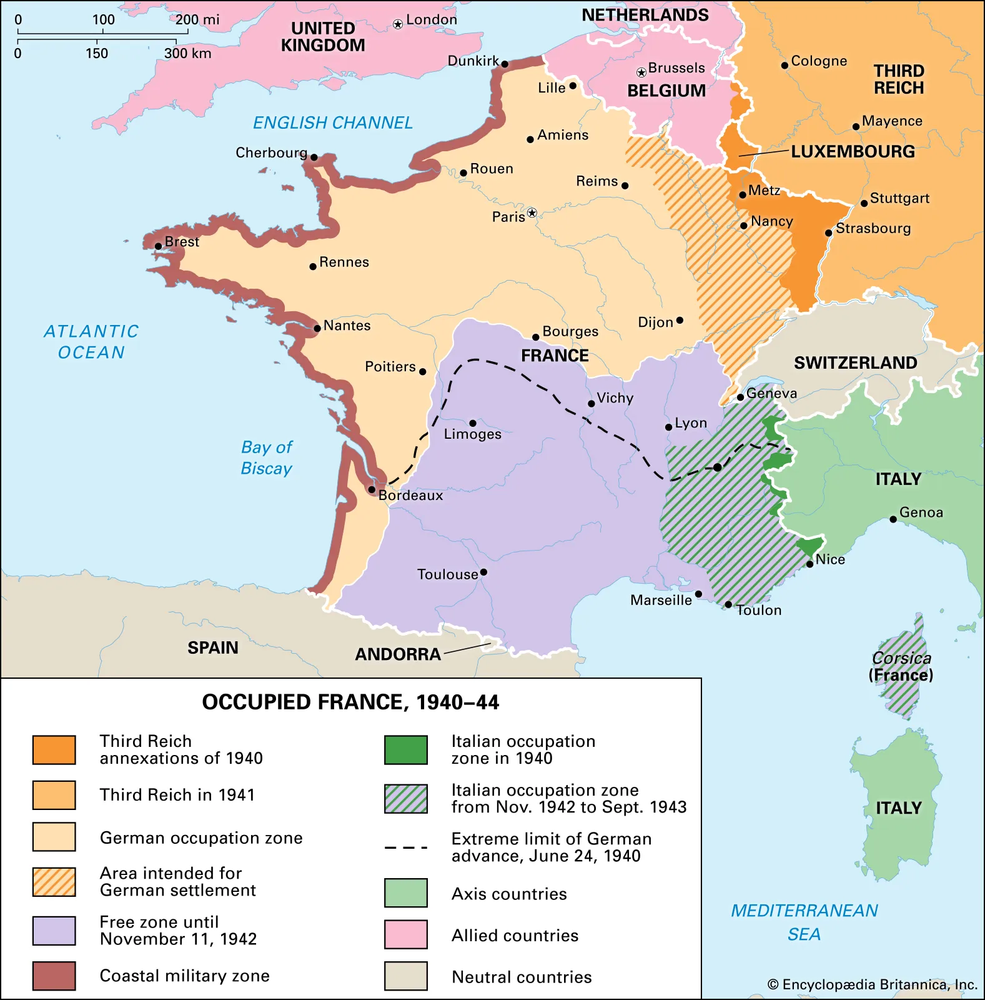 0 100 200 mi
0 150 300 km
UNITED
KINGDOM
London
NETHERLANDS
Dunkirk
Lille
Brussels
BELGIUM
Cologne
THIRD
REICH
Mayence
ENGLISH CHANNEL
Amiens
LUXEMBOURG
Cherbourg
Rouen
Reims
Metz
Stuttgart
Paris
Nancy
Strasbourg
Brest
Rennes
ATLANTIC
OCEAN
Nantes
Bourges
Dijon
FRANCE
SWITZERLAND
Poitiers
Vichy
Geneva
Limoges
Lyon
Bay of
Biscay
Bordeaux
ITALY
Genoa
Toulouse
Nice
Marseille
Toulon
SPAIN
ANDORRA
Corsica
(France)
ITALY
MEDITERRANEAN
SEA
OCCUPIED FRANCE, 1940–44
Third Reich
annexations of 1940
Third Reich in 1941
German occupation zone
Area intended for
German settlement
Free zone until
November 11, 1942
Coastal military zone
Italian occupation
zone in 1940
Italian occupation zone
from Nov. 1942 to Sept. 1943
Extreme limit of German
advance, June 24, 1940
Axis countries
Allied countries
Neutral countries
© Encyclopædia Britannica, Inc.